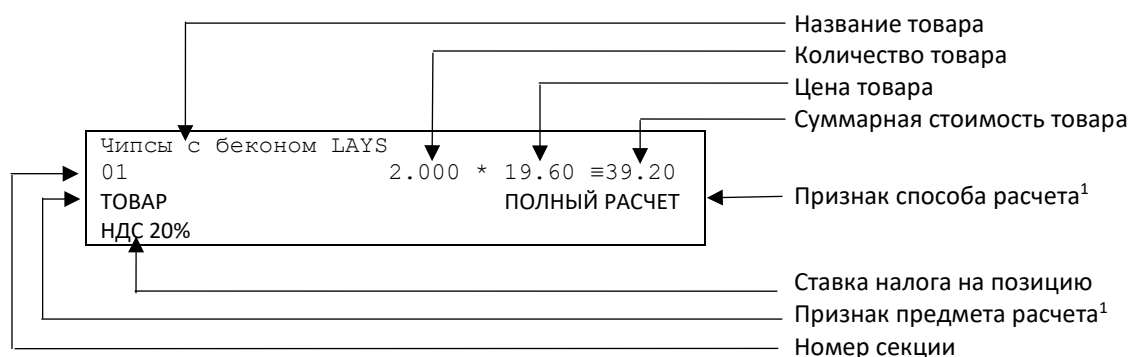 Название товара
Количество товара
Цена товара
Суммарная стоимость товара
Чипсы с беконом LAYS
01 2.000 * 19.60 ≡39.20
ТОВАР ПОЛНЫЙ РАСЧЕТ
Признак способа расчета¹
НДС 20%
Ставка налога на позицию
Признак предмета расчета¹
Номер секции